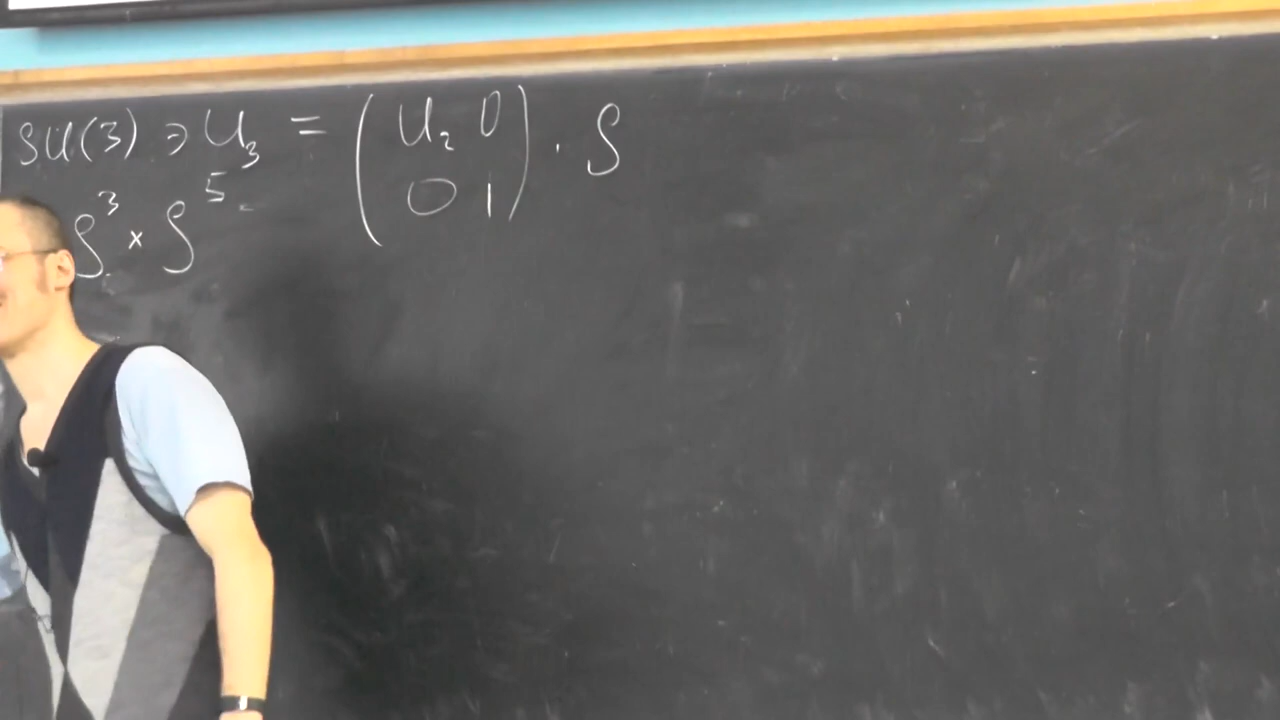 SU(3) ∋ U₃ = ( U₂ 0 ; 0 1 ) · S
S³ × S⁵